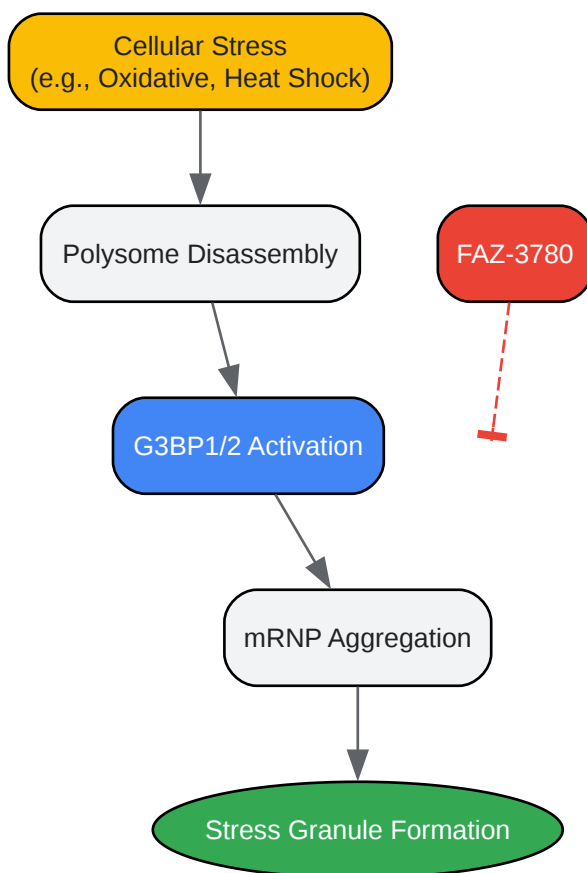 Cellular Stress
(e.g., Oxidative, Heat Shock)
Polysome Disassembly
FAZ-3780
G3BP1/2 Activation
mRNP Aggregation
Stress Granule Formation